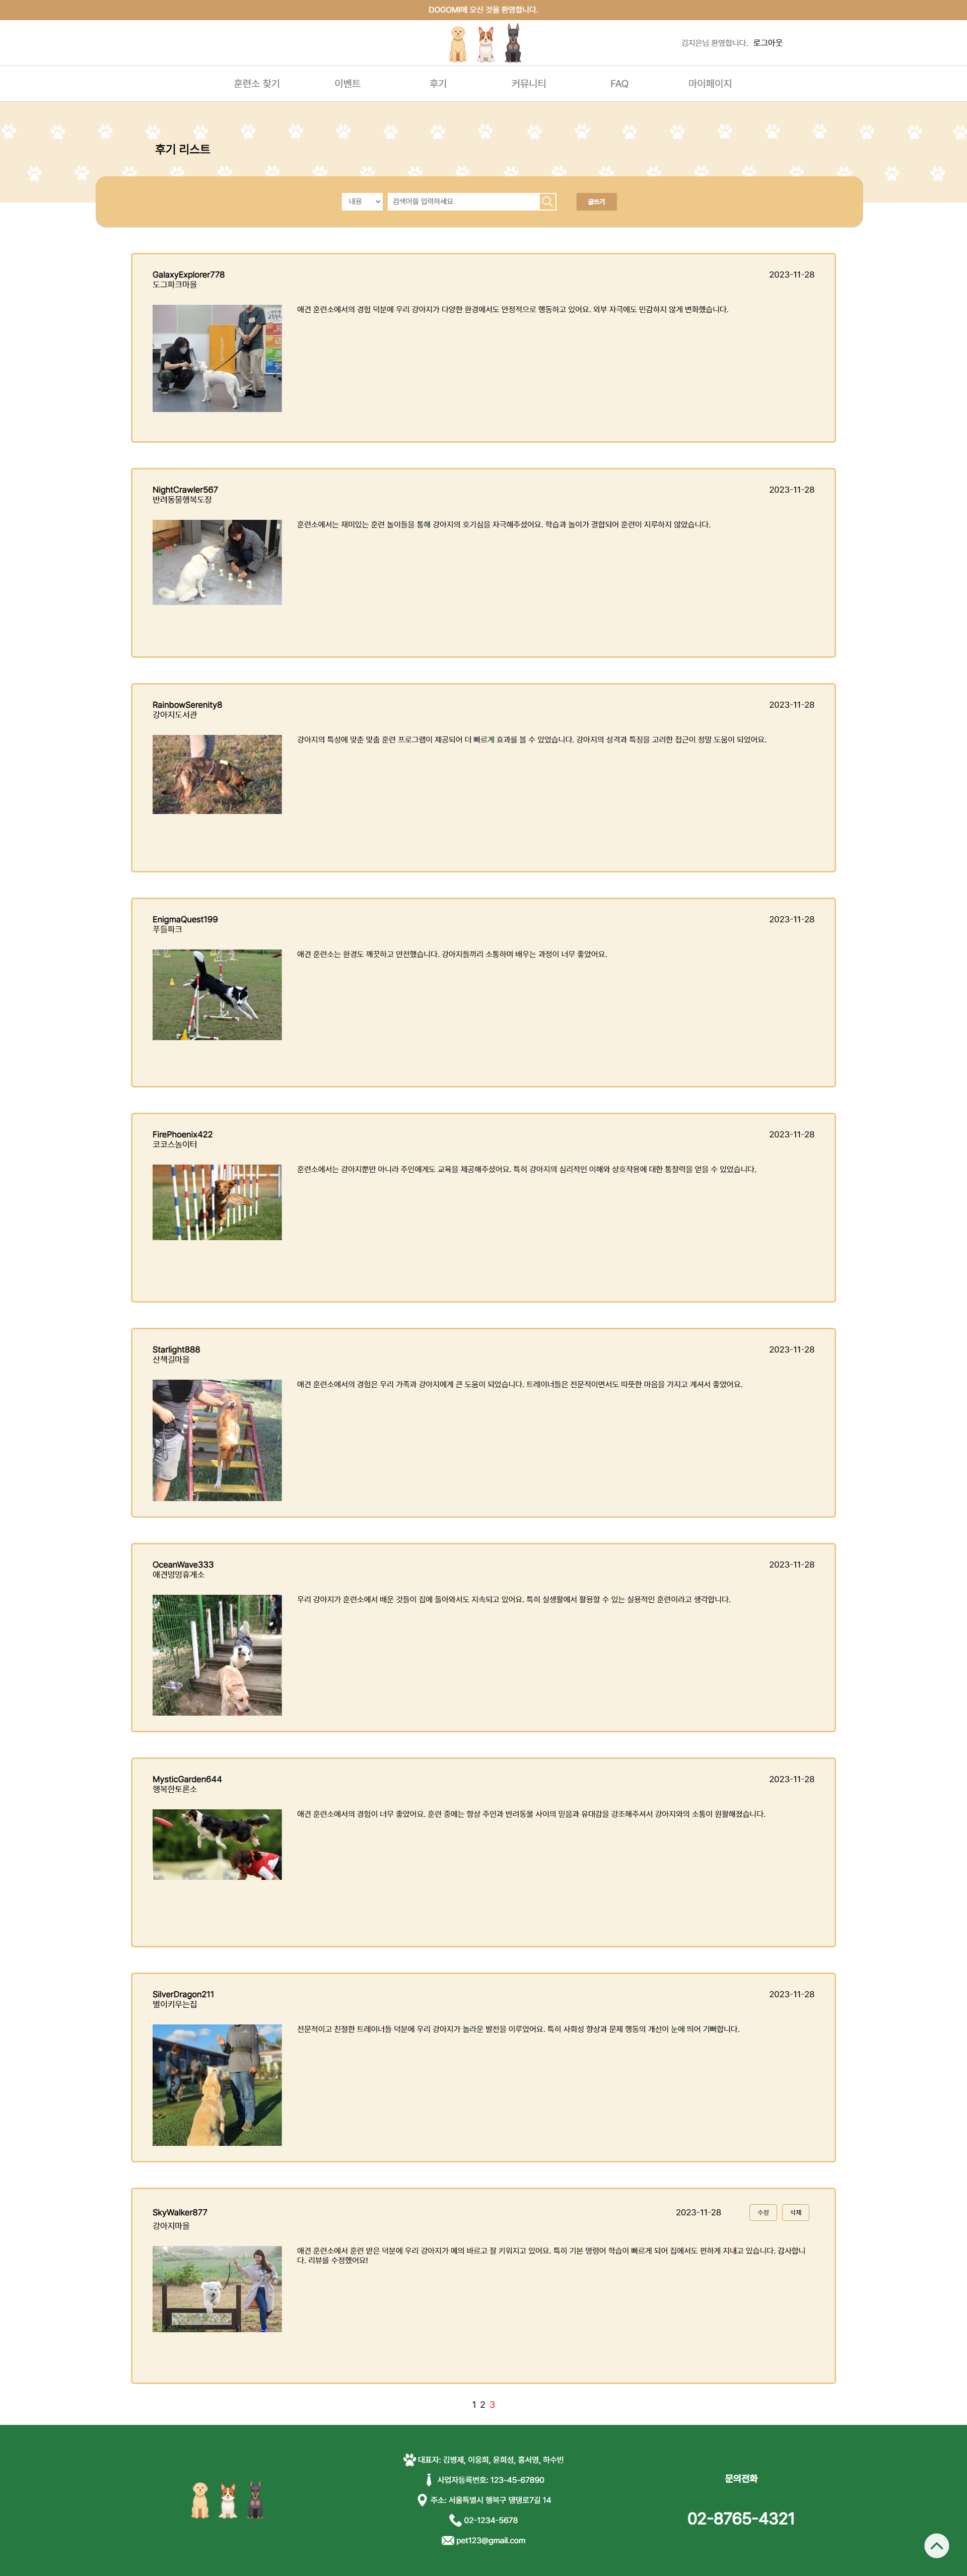 DOGOMI에 오신 것을 환영합니다.
김지은님 환영합니다. 로그아웃
훈련소 찾기 이벤트 후기 커뮤니티 FAQ 마이페이지
후기 리스트
내용 검색어를 입력하세요 글쓰기
GalaxyExplorer778 2023-11-28
도그파크마을
애견 훈련소에서의 경험 덕분에 우리 강아지가 다양한 환경에서도 안정적으로 행동하고 있어요. 외부 자극에도 민감하지 않게 변화했습니다.
NightCrawler567 2023-11-28
반려동물행복도장
훈련소에서는 재미있는 훈련 놀이들을 통해 강아지의 호기심을 자극해주셨어요. 학습과 놀이가 결합되어 훈련이 지루하지 않았습니다.
RainbowSerenity8 2023-11-28
강아지도서관
강아지의 특성에 맞춘 맞춤 훈련 프로그램이 제공되어 더 빠르게 효과를 볼 수 있었습니다. 강아지의 성격과 특징을 고려한 접근이 정말 도움이 되었어요.
EnigmaQuest199 2023-11-28
푸들파크
애견 훈련소는 환경도 깨끗하고 안전했습니다. 강아지들끼리 소통하며 배우는 과정이 너무 좋았어요.
FirePhoenix422 2023-11-28
코코스놀이터
훈련소에서는 강아지뿐만 아니라 주인에게도 교육을 제공해주셨어요. 특히 강아지의 심리적인 이해와 상호작용에 대한 통찰력을 얻을 수 있었습니다.
Starlight888 2023-11-28
산책길마을
애견 훈련소에서의 경험은 우리 가족과 강아지에게 큰 도움이 되었습니다. 트레이너들은 전문적이면서도 따뜻한 마음을 가지고 계셔서 좋았어요.
OceanWave333 2023-11-28
애견멍멍휴게소
우리 강아지가 훈련소에서 배운 것들이 집에 돌아와서도 지속되고 있어요. 특히 실생활에서 활용할 수 있는 실용적인 훈련이라고 생각합니다.
MysticGarden644 2023-11-28
행복한토론소
애견 훈련소에서의 경험이 너무 좋았어요. 훈련 중에는 항상 주인과 반려동물 사이의 믿음과 유대감을 강조해주셔서 강아지와의 소통이 원활해졌습니다.
SilverDragon211 2023-11-28
별이키우는집
전문적이고 친절한 트레이너들 덕분에 우리 강아지가 놀라운 발전을 이루었어요. 특히 사회성 향상과 문제 행동의 개선이 눈에 띄어 기뻐합니다.
SkyWalker877 2023-11-28 수정 삭제
강아지마을
애견 훈련소에서 훈련 받은 덕분에 우리 강아지가 예의 바르고 잘 키워지고 있어요. 특히 기본 명령어 학습이 빠르게 되어 집에서도 편하게 지내고 있습니다. 감사합니
다. 리뷰를 수정했어요!
1 2 3
대표자: 김병제, 이웅희, 윤희성, 홍서영, 하수빈
사업자등록번호: 123-45-67890
주소: 서울특별시 행복구 댕댕로7길 14
02-1234-5678
pet123@gmail.com
문의전화
02-8765-4321